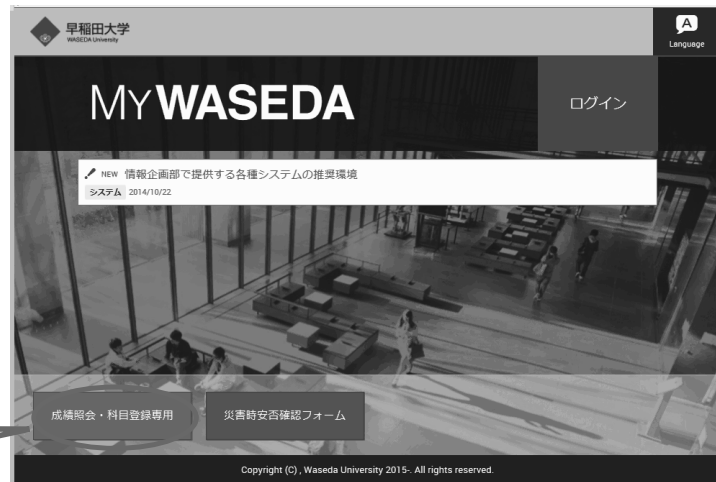 早稲田大学
WASEDA University
A
Language
MYWASEDA
ログイン
NEW 情報企画部で提供する各種システムの推奨環境
システム 2014/10/22
成績照会・科目登録専用
災害時安否確認フォーム
Copyright (C) , Waseda University 2015-. All rights reserved.